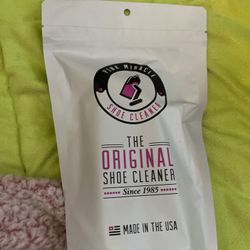 PINK MIRACLE
SHOE CLEANER
THE
ORIGINAL
SHOE CLEANER
Since 1985
MADE IN THE USA